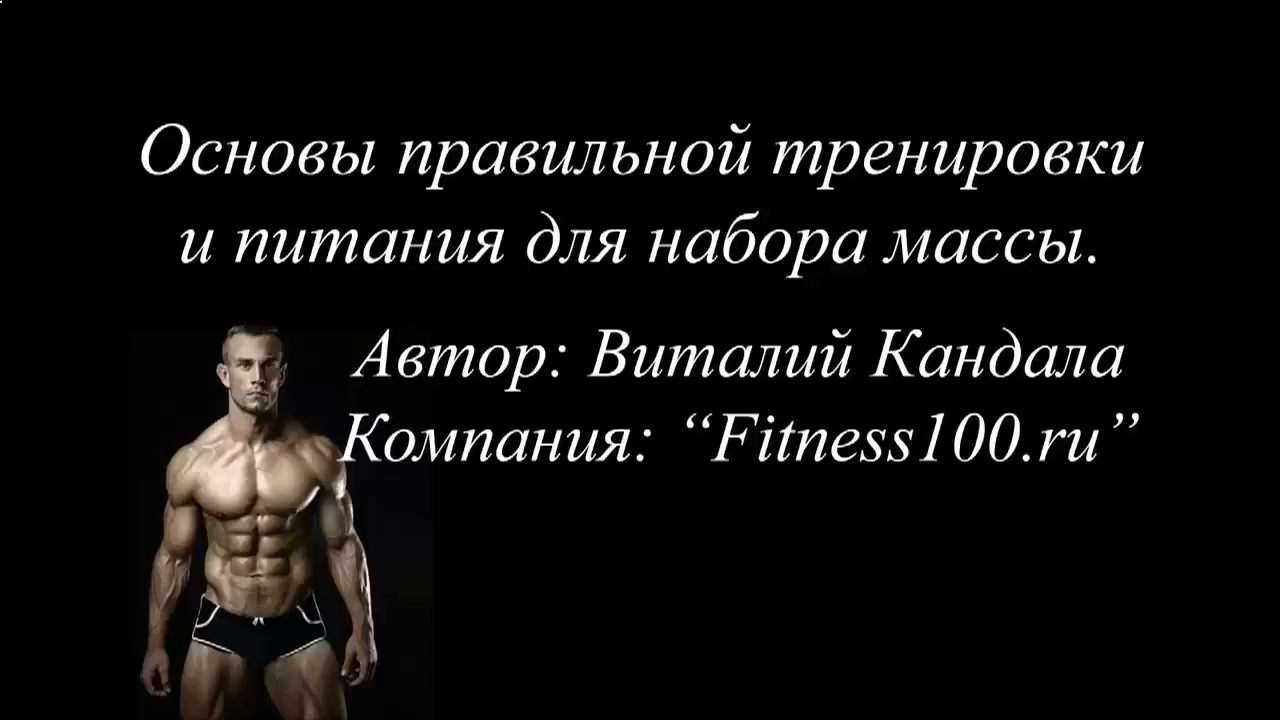 Основы правильной тренировки
и питания для набора массы.
Автор: Виталий Кандала
Компания: “Fitness100.ru”